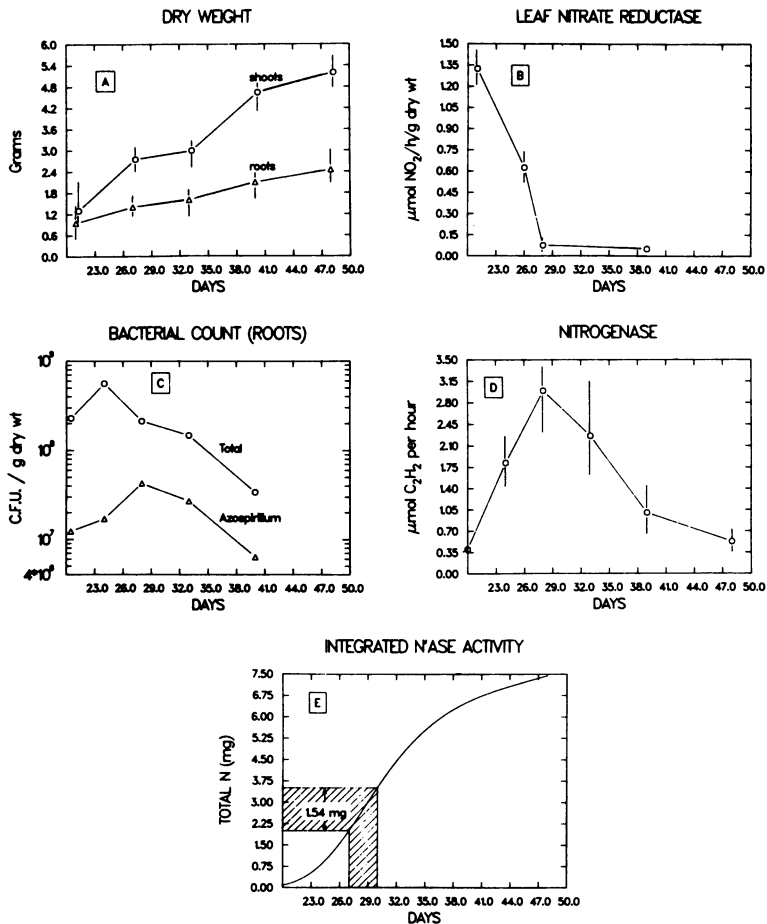 DRY WEIGHT
A
shoots
roots
Grams
6.0
5.4
4.8
4.2
3.6
3.0
2.4
1.8
1.2
0.6
0.0
23.0 26.0 29.0 32.0 35.0 38.0 41.0 44.0 47.0 50.0
DAYS
LEAF NITRATE REDUCTASE
B
μmol NO₂/h/g dry wt
1.50
1.35
1.20
1.05
0.90
0.75
0.60
0.45
0.30
0.15
0.00
23.0 26.0 29.0 32.0 35.0 38.0 41.0 44.0 47.0 50.0
DAYS
BACTERIAL COUNT (ROOTS)
C
Total
Azospirillum
C.F.U. / g dry wt
10⁹
10⁸
10⁷
4*10⁶
23.0 26.0 29.0 32.0 35.0 38.0 41.0 44.0 47.0 50.0
DAYS
NITROGENASE
D
μmol C₂H₂ per hour
3.50
3.15
2.80
2.45
2.10
1.75
1.40
1.05
0.70
0.35
0.00
23.0 26.0 29.0 32.0 35.0 38.0 41.0 44.0 47.0 50.0
DAYS
INTEGRATED N'ASE ACTIVITY
E
1.54 mg
TOTAL N (mg)
7.50
6.75
6.00
5.25
4.50
3.75
3.00
2.25
1.50
0.75
0.00
23.0 26.0 29.0 32.0 35.0 38.0 41.0 44.0 47.0 50.0
DAYS